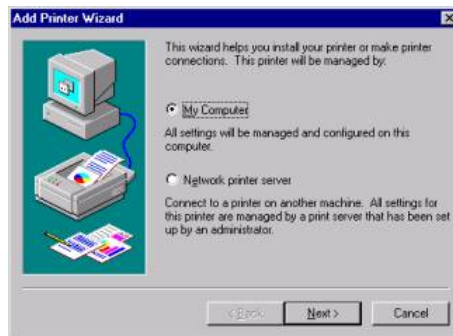 Add Printer Wizard
This wizard helps you install your printer or make printer
connections. This printer will be managed by:
My Computer
All settings will be managed and configured on this
computer.
Network printer server
Connect to a printer on another machine. All settings for
this printer are managed by a print server that has been set
up by an administrator.
< Back
Next >
Cancel